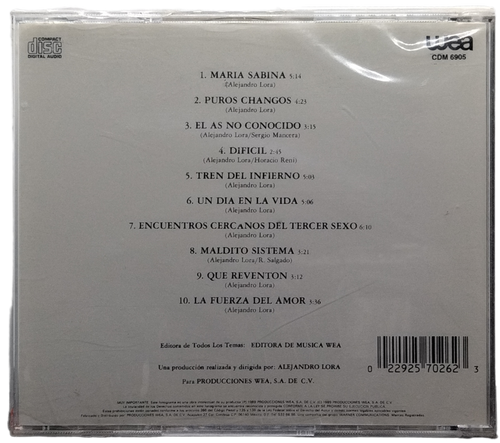 COMPACT
disc
DIGITAL AUDIO
wea
CDM 6905
1. MARIA SABINA 5:14
(Alejandro Lora)
2. PUROS CHANGOS 4:23
(Alejandro Lora)
3. EL AS NO CONOCIDO 3:15
(Alejandro Lora/Sergio Mancera)
4. DIFICIL 2:45
(Alejandro Lora/Horacio Reni)
5. TREN DEL INFIERNO 5:03
(Alejandro Lora)
6. UN DIA EN LA VIDA 5:06
(Alejandro Lora)
7. ENCUENTROS CERCANOS DEL TERCER SEXO 6:10
(Alejandro Lora)
8. MALDITO SISTEMA 3:21
(Alejandro Lora/R. Salgado)
9. QUE REVENTON 3:12
(Alejandro Lora)
10. LA FUERZA DEL AMOR 5:36
(Alejandro Lora)
Editora de Todos Los Temas: EDITORA DE MUSICA WEA
Una producción realizada y dirigida por: ALEJANDRO LORA
Para PRODUCCIONES WEA, S.A. DE C.V.
0 22925 70262 3